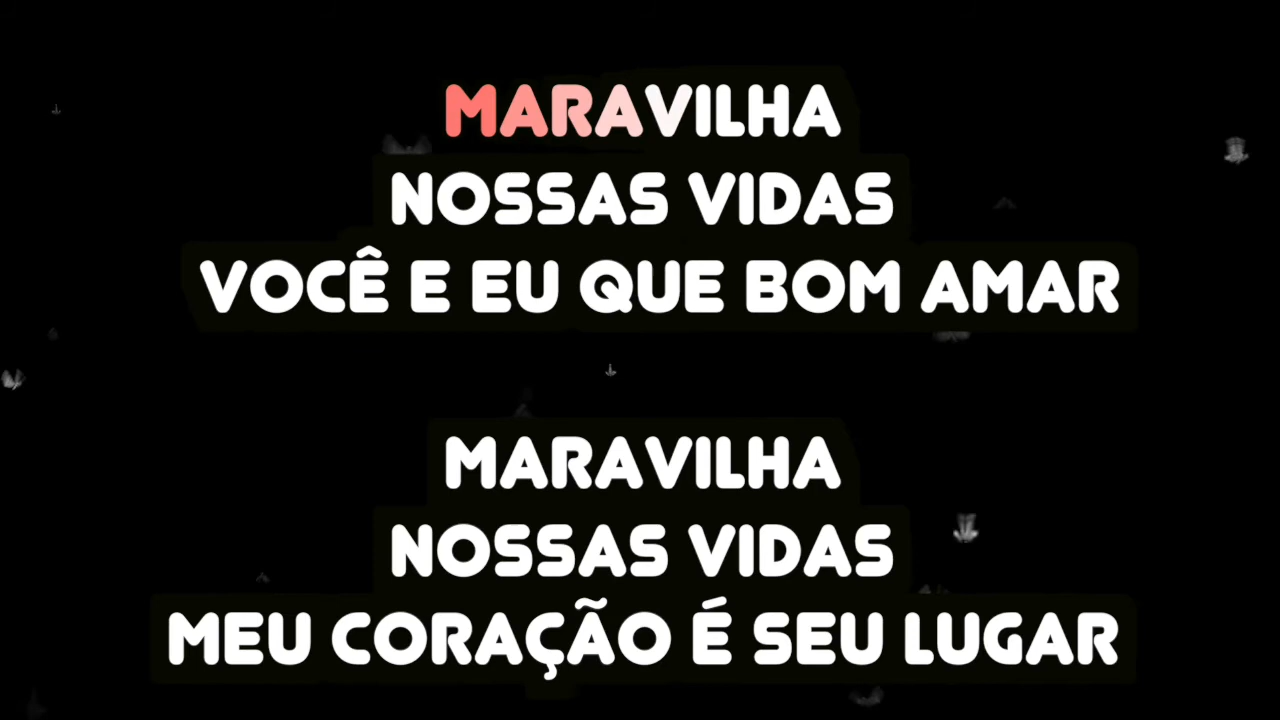 MARAVILHA
NOSSAS VIDAS
VOCÊ E EU QUE BOM AMAR
MARAVILHA
NOSSAS VIDAS
MEU CORAÇÃO É SEU LUGAR